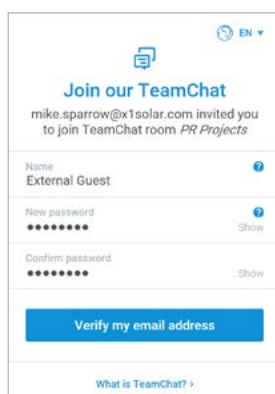 EN
Join our TeamChat
mike.sparrow@x1solar.com invited you
to join TeamChat room PR Projects
Name
?
External Guest
New password
?
●●●●●●●●
Show
Confirm password
●●●●●●●●
Show
Verify my email address
What is TeamChat? ›